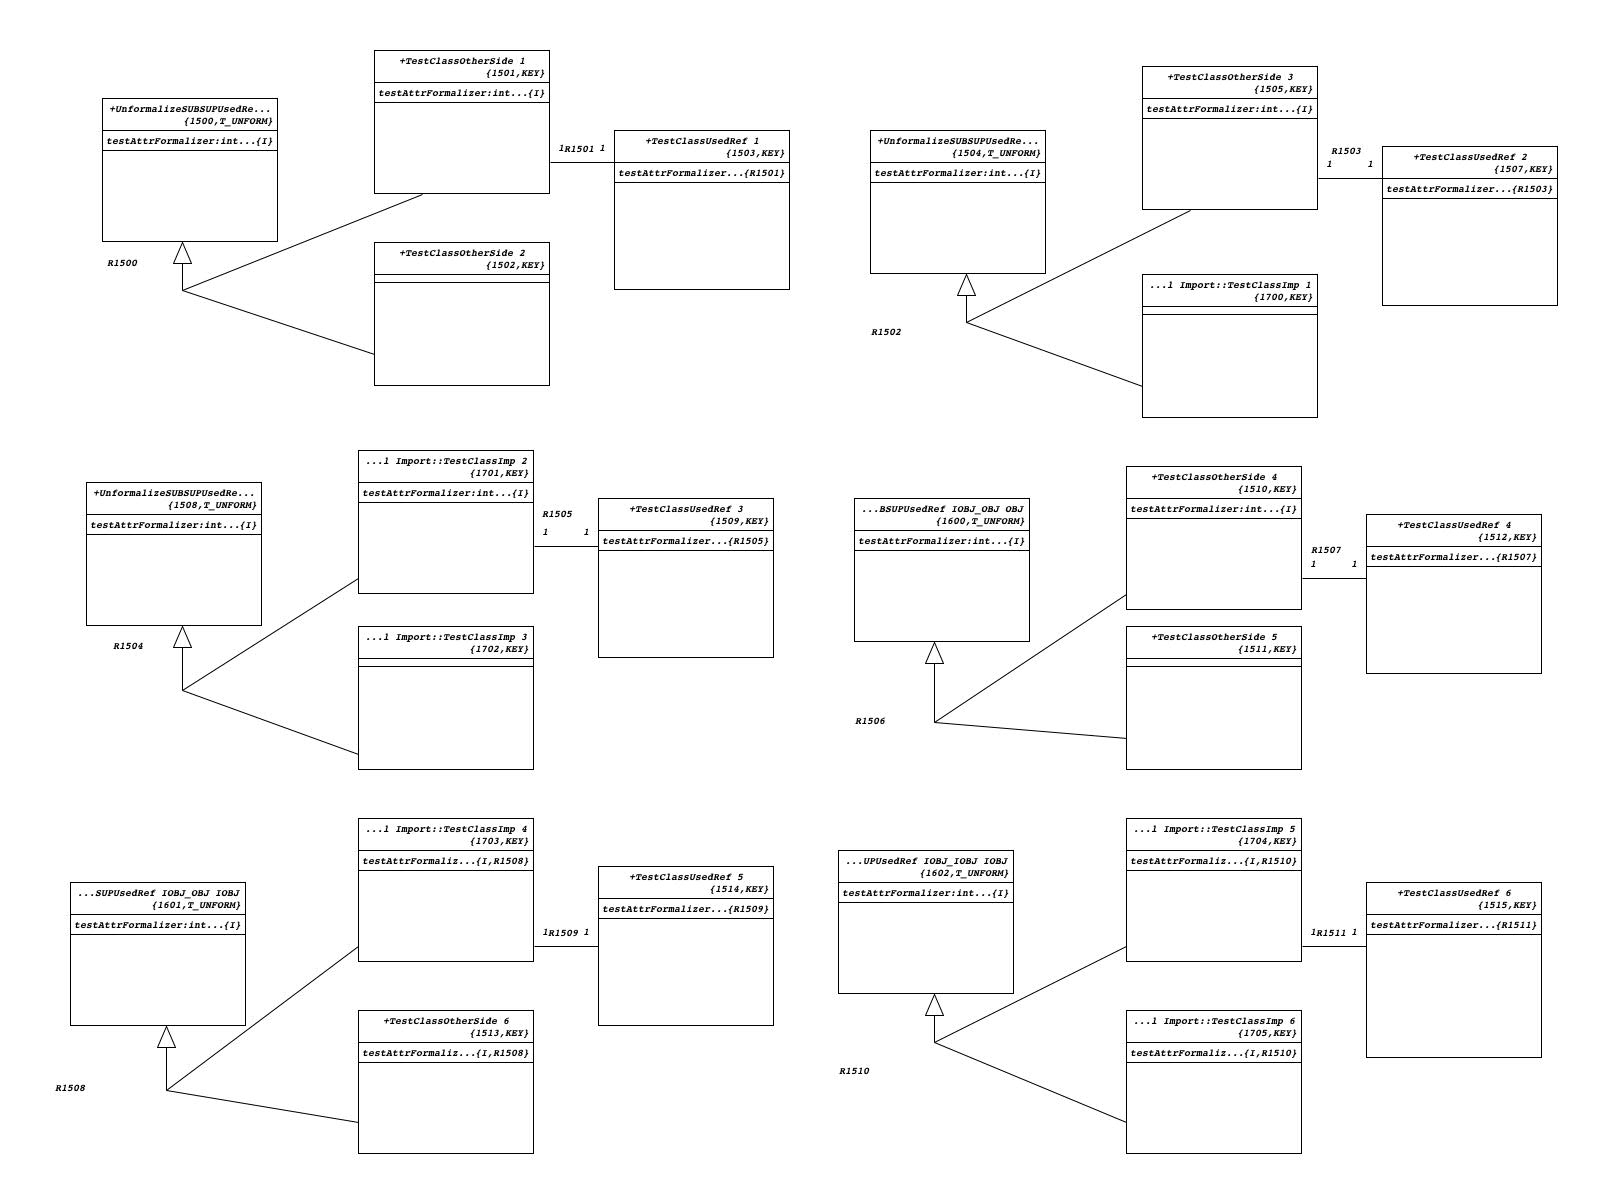 +TestClassOtherSide 1
{1501,KEY}
testAttrFormalizer:int...{I}
+UnformalizeSUBSUPUsedRe...
{1500,T_UNFORM}
testAttrFormalizer:int...{I}
1R1501 1
+TestClassUsedRef 1
{1503,KEY}
testAttrFormalizer...{R1501}
R1500
+TestClassOtherSide 2
{1502,KEY}
+TestClassOtherSide 3
{1505,KEY}
testAttrFormalizer:int...{I}
+UnformalizeSUBSUPUsedRe...
{1504,T_UNFORM}
testAttrFormalizer:int...{I}
R1503
1 1
+TestClassUsedRef 2
{1507,KEY}
testAttrFormalizer...{R1503}
R1502
...l Import::TestClassImp 1
{1700,KEY}
...l Import::TestClassImp 2
{1701,KEY}
testAttrFormalizer:int...{I}
+UnformalizeSUBSUPUsedRe...
{1508,T_UNFORM}
testAttrFormalizer:int...{I}
R1505
1 1
+TestClassUsedRef 3
{1509,KEY}
testAttrFormalizer...{R1505}
R1504
...l Import::TestClassImp 3
{1702,KEY}
+TestClassOtherSide 4
{1510,KEY}
testAttrFormalizer:int...{I}
...BSUPUsedRef IOBJ_OBJ OBJ
{1600,T_UNFORM}
testAttrFormalizer:int...{I}
R1507
1 1
+TestClassUsedRef 4
{1512,KEY}
testAttrFormalizer...{R1507}
R1506
+TestClassOtherSide 5
{1511,KEY}
...l Import::TestClassImp 4
{1703,KEY}
testAttrFormaliz...{I,R1508}
...SUPUsedRef IOBJ_OBJ IOBJ
{1601,T_UNFORM}
testAttrFormalizer:int...{I}
1R1509 1
+TestClassUsedRef 5
{1514,KEY}
testAttrFormalizer...{R1509}
R1508
+TestClassOtherSide 6
{1513,KEY}
testAttrFormaliz...{I,R1508}
...l Import::TestClassImp 5
{1704,KEY}
testAttrFormaliz...{I,R1510}
...UPUsedRef IOBJ_IOBJ IOBJ
{1602,T_UNFORM}
testAttrFormalizer:int...{I}
1R1511 1
+TestClassUsedRef 6
{1515,KEY}
testAttrFormalizer...{R1511}
R1510
...l Import::TestClassImp 6
{1705,KEY}
testAttrFormaliz...{I,R1510}